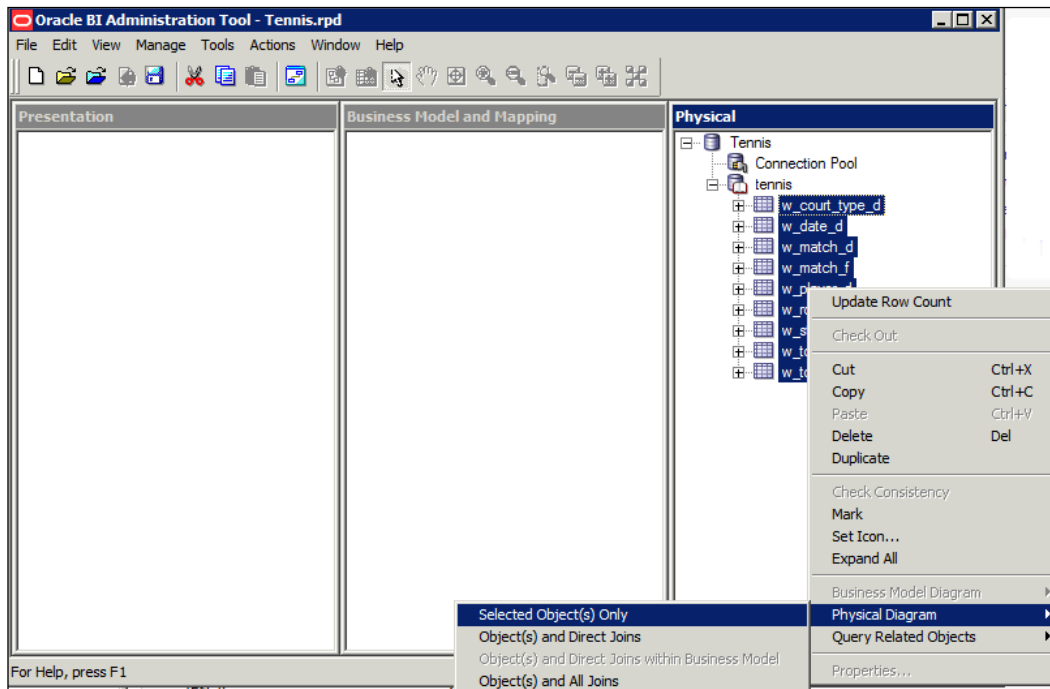 Oracle BI Administration Tool - Tennis.rpd
File Edit View Manage Tools Actions Window Help
Presentation
Business Model and Mapping
Physical
Tennis
Connection Pool
tennis
w_court_type_d
w_date_d
w_match_d
w_match_f
Update Row Count
Check Out
Cut Ctrl+X
Copy Ctrl+C
Paste Ctrl+V
Delete Del
Duplicate
Check Consistency
Mark
Set Icon...
Expand All
Business Model Diagram
Physical Diagram
Query Related Objects
Properties...
Selected Object(s) Only
Object(s) and Direct Joins
Object(s) and Direct Joins within Business Model
Object(s) and All Joins
For Help, press F1